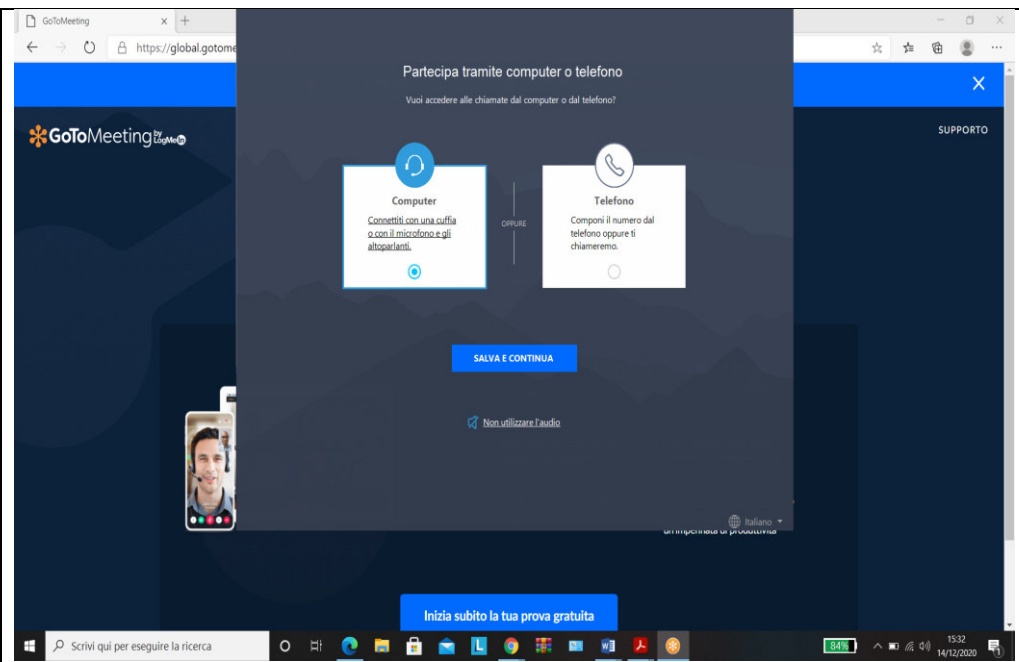 GoToMeeting
https://global.gotome
Partecipa tramite computer o telefono
Vuoi accedere alle chiamate dal computer o dal telefono?
GoToMeeting by LogMeIn
SUPPORTO
Computer
Connettiti con una cuffia
o con il microfono e gli
altoparlanti.
OPPURE
Telefono
Componi il numero dal
telefono oppure ti
chiameremo.
SALVA E CONTINUA
Non utilizzare l'audio
Italiano
un'impennata di produttività
Inizia subito la tua prova gratuita
Scrivi qui per eseguire la ricerca
84%
15:32
14/12/2020